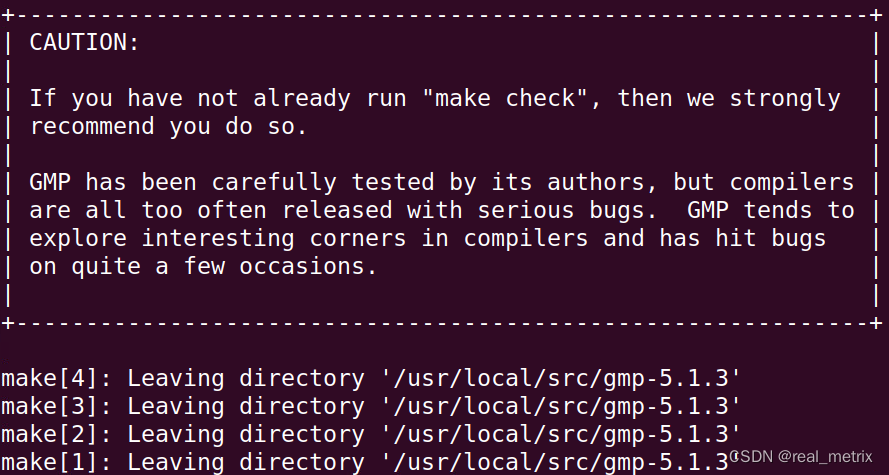 +-------------------------------------------------------------+
| CAUTION:                                                    |
|                                                             |
| If you have not already run "make check", then we strongly  |
| recommend you do so.                                        |
|                                                             |
| GMP has been carefully tested by its authors, but compilers |
| are all too often released with serious bugs.  GMP tends to |
| explore interesting corners in compilers and has hit bugs   |
| on quite a few occasions.                                   |
|                                                             |
+-------------------------------------------------------------+
make[4]: Leaving directory '/usr/local/src/gmp-5.1.3'
make[3]: Leaving directory '/usr/local/src/gmp-5.1.3'
make[2]: Leaving directory '/usr/local/src/gmp-5.1.3'
make[1]: Leaving directory '/usr/local/src/gmp-5.1.3'
CSDN @real_metrix